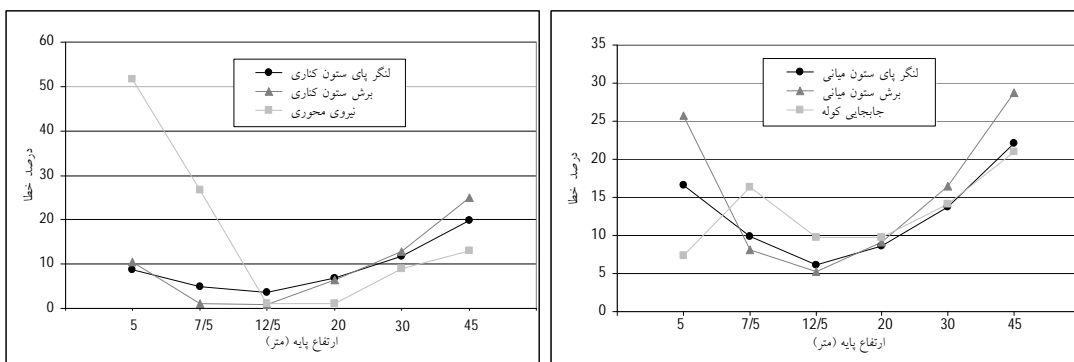 60
50
40
30
20
10
0
درصد خطا
لنگر پای ستون کناری
برش ستون کناری
نیروی محوری
5 7/5 12/5 20 30 45
ارتفاع پایه (متر)
35
30
25
20
15
10
5
0
درصد خطا
لنگر پای ستون میانی
برش ستون میانی
جابجایی کوله
5 7/5 12/5 20 30 45
ارتفاع پایه (متر)